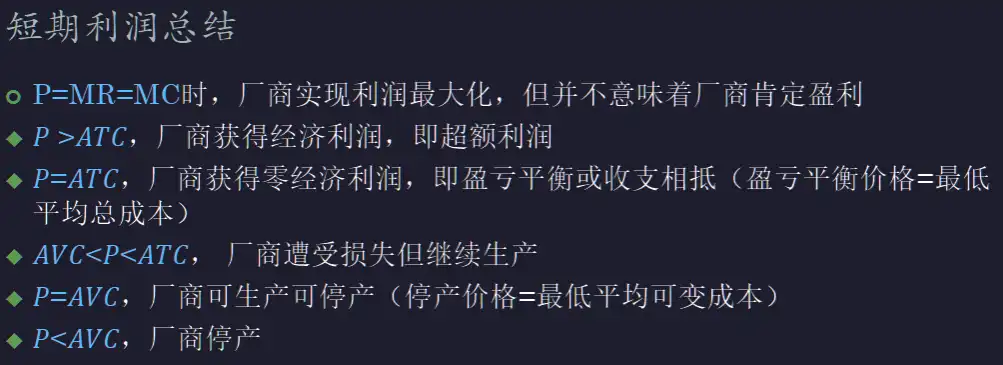 短期利润总结
P=MR=MC时，厂商实现利润最大化，但并不意味着厂商肯定盈利
P >ATC，厂商获得经济利润，即超额利润
P=ATC，厂商获得零经济利润，即盈亏平衡或收支相抵（盈亏平衡价格=最低
平均总成本）
AVC<P<ATC， 厂商遭受损失但继续生产
P=AVC，厂商可生产可停产（停产价格=最低平均可变成本）
P<AVC，厂商停产